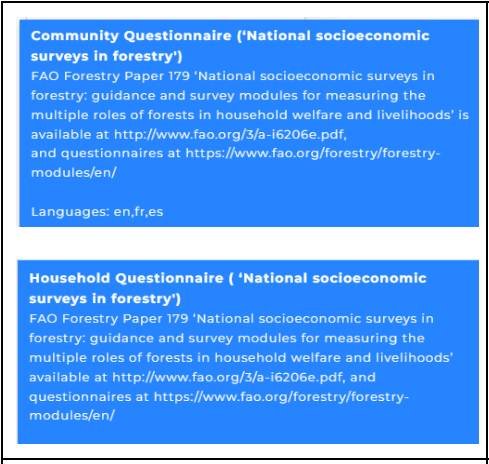 Community Questionnaire (‘National socioeconomic
surveys in forestry')
FAO Forestry Paper 179 ‘National socioeconomic surveys in
forestry: guidance and survey modules for measuring the
multiple roles of forests in household welfare and livelihoods’ is
available at http://www.fao.org/3/a-i6206e.pdf,
and questionnaires at https://www.fao.org/forestry/forestry-
modules/en/
Languages: en,fr,es
Household Questionnaire ( ‘National socioeconomic
surveys in forestry')
FAO Forestry Paper 179 ‘National socioeconomic surveys in
forestry: guidance and survey modules for measuring the
multiple roles of forests in household welfare and livelihoods’
available at http://www.fao.org/3/a-i6206e.pdf, and
questionnaires at https://www.fao.org/forestry/forestry-
modules/en/